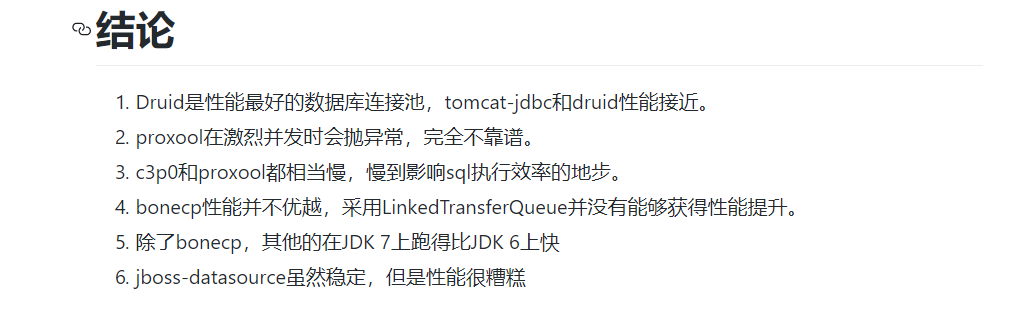 结论
1. Druid是性能最好的数据库连接池，tomcat-jdbc和druid性能接近。
2. proxool在激烈并发时会抛异常，完全不靠谱。
3. c3p0和proxool都相当慢，慢到影响sql执行效率的地步。
4. bonecp性能并不优越，采用LinkedTransferQueue并没有能够获得性能提升。
5. 除了bonecp，其他的在JDK 7上跑得比JDK 6上快
6. jboss-datasource虽然稳定，但是性能很糟糕